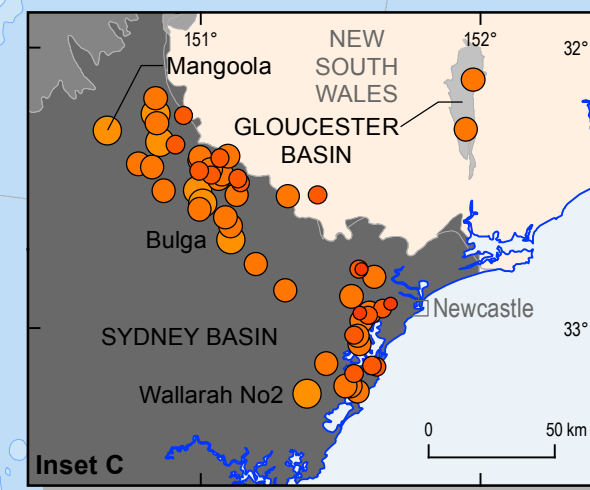 151°
152°
32°
NEW
SOUTH
WALES
Mangoola
GLOUCESTER
BASIN
Bulga
Newcastle
33°
SYDNEY BASIN
Wallarah No2
0 50 km
Inset C